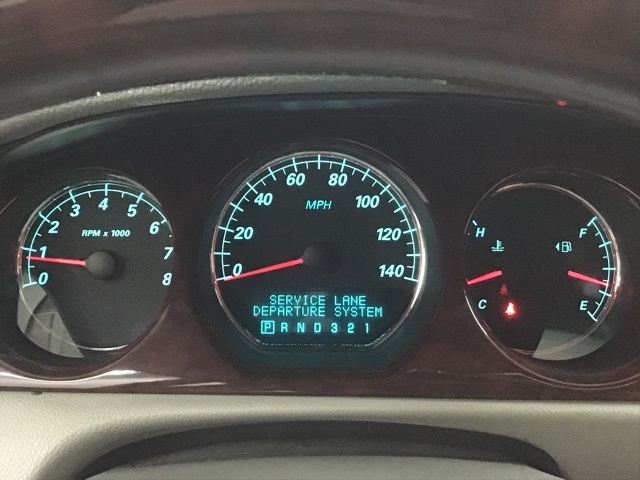 0
1
2
3
4
5
6
7
8
RPM x 1000
0
20
40
60
80
100
120
140
MPH
SERVICE LANE
DEPARTURE SYSTEM
P R N D 3 2 1
H
C
F
E